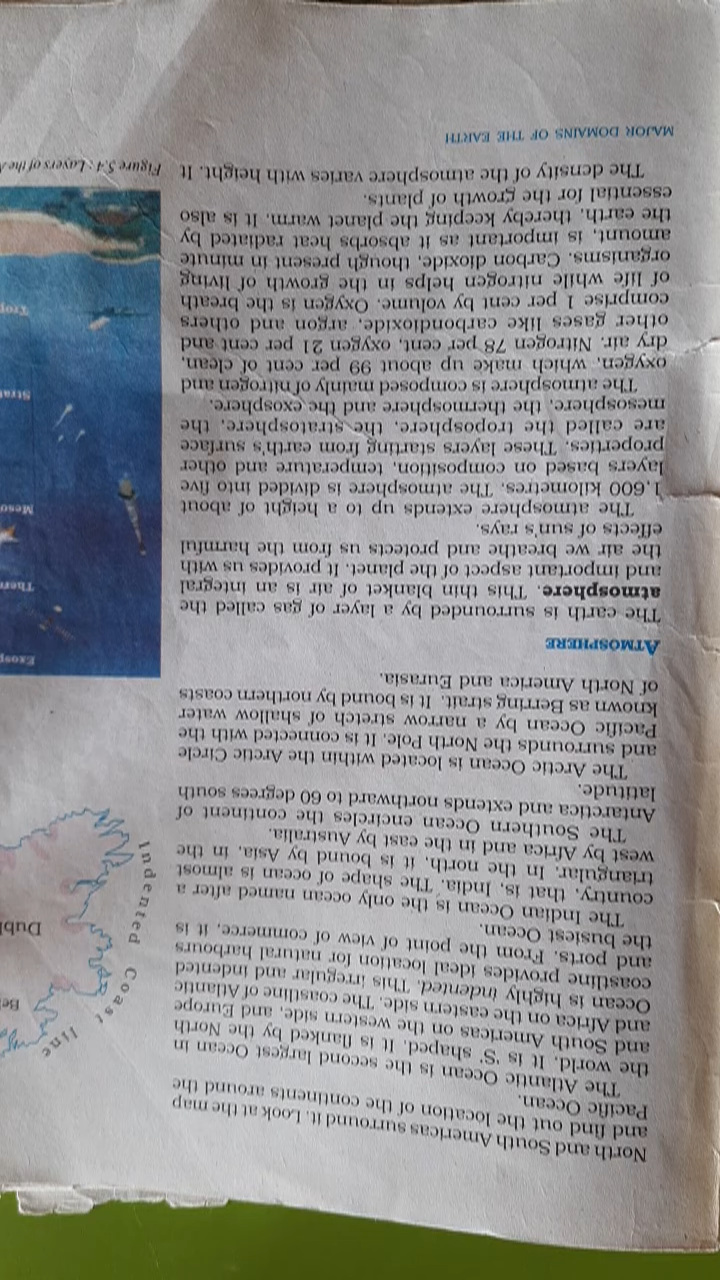 North and South Americas surround it. Look at the map
and find out the location of the continents around the
Pacific Ocean.
The Atlantic Ocean is the second largest Ocean in
the world. It is ‘S’ shaped. It is flanked by the North
and South Americas on the western side, and Europe
and Africa on the eastern side. The coastline of Atlantic
Ocean is highly indented. This irregular and indented
coastline provides ideal location for natural harbours
and ports. From the point of view of commerce, it is
the busiest Ocean.
The Indian Ocean is the only ocean named after a
country, that is, India. The shape of ocean is almost
triangular. In the north, it is bound by Asia, in the
west by Africa and in the east by Australia.
The Southern Ocean encircles the continent of
Antarctica and extends northward to 60 degrees south
latitude.
The Arctic Ocean is located within the Arctic Circle
and surrounds the North Pole. It is connected with the
Pacific Ocean by a narrow stretch of shallow water
known as Berring strait. It is bound by northern coasts
of North America and Eurasia.
ATMOSPHERE
The earth is surrounded by a layer of gas called the
atmosphere. This thin blanket of air is an integral
and important aspect of the planet. It provides us with
the air we breathe and protects us from the harmful
effects of sun's rays.
The atmosphere extends up to a height of about
1,600 kilometres. The atmosphere is divided into five
layers based on composition, temperature and other
properties. These layers starting from earth's surface
are called the troposphere, the stratosphere, the
mesosphere, the thermosphere and the exosphere.
The atmosphere is composed mainly of nitrogen and
oxygen, which make up about 99 per cent of clean,
dry air. Nitrogen 78 per cent, oxygen 21 per cent and
other gases like carbondioxide, argon and others
comprise 1 per cent by volume. Oxygen is the breath
of life while nitrogen helps in the growth of living
organisms. Carbon dioxide, though present in minute
amount, is important as it absorbs heat radiated by
the earth, thereby keeping the planet warm. It is also
essential for the growth of plants.
The density of the atmosphere varies with height. It
MAJOR DOMAINS OF THE EARTH
Indented Coast line
Be
Dubl
Exosp
Ther
Meso
Strat
Trop
Figure 5.4 : Layers of the A